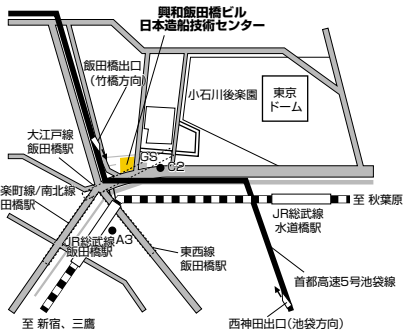 興和飯田橋ビル
日本造船技術センター
飯田橋出口
(竹橋方向)
小石川後楽園
東京
ドーム
大江戸線
飯田橋駅
GS
C2
楽町線/南北線
田橋駅
JR総武線
飯田橋駅
A3
東西線
飯田橋駅
JR総武線
水道橋駅
至 秋葉原
首都高速5号池袋線
至 新宿、三鷹
西神田出口(池袋方向)